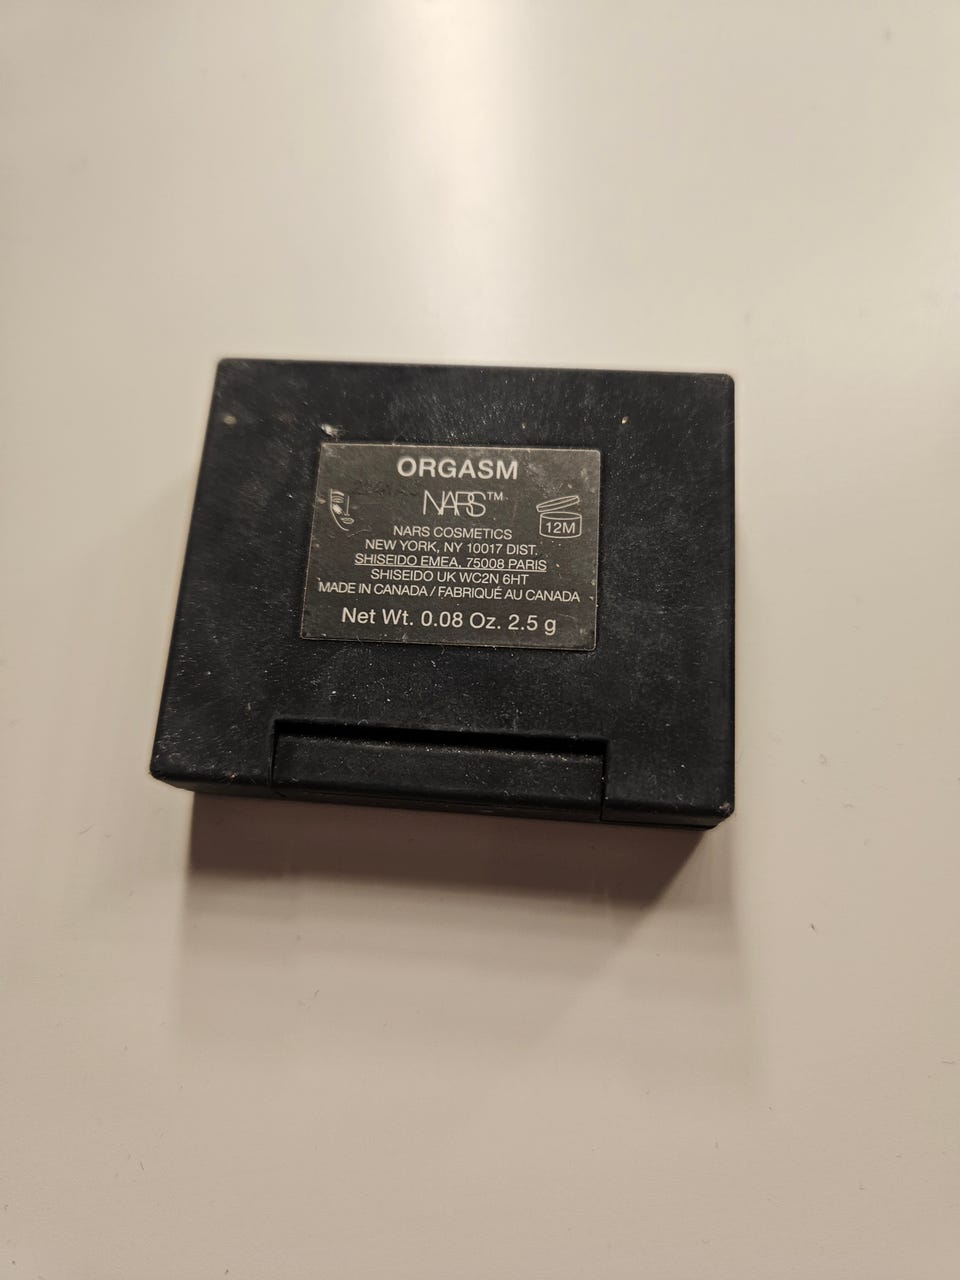 ORGASM
NARS™
12M
NARS COSMETICS
NEW YORK, NY 10017 DIST.
SHISEIDO EMEA, 75008 PARIS
SHISEIDO UK WC2N 6HT
MADE IN CANADA / FABRIQUÉ AU CANADA
Net Wt. 0.08 Oz. 2.5 g